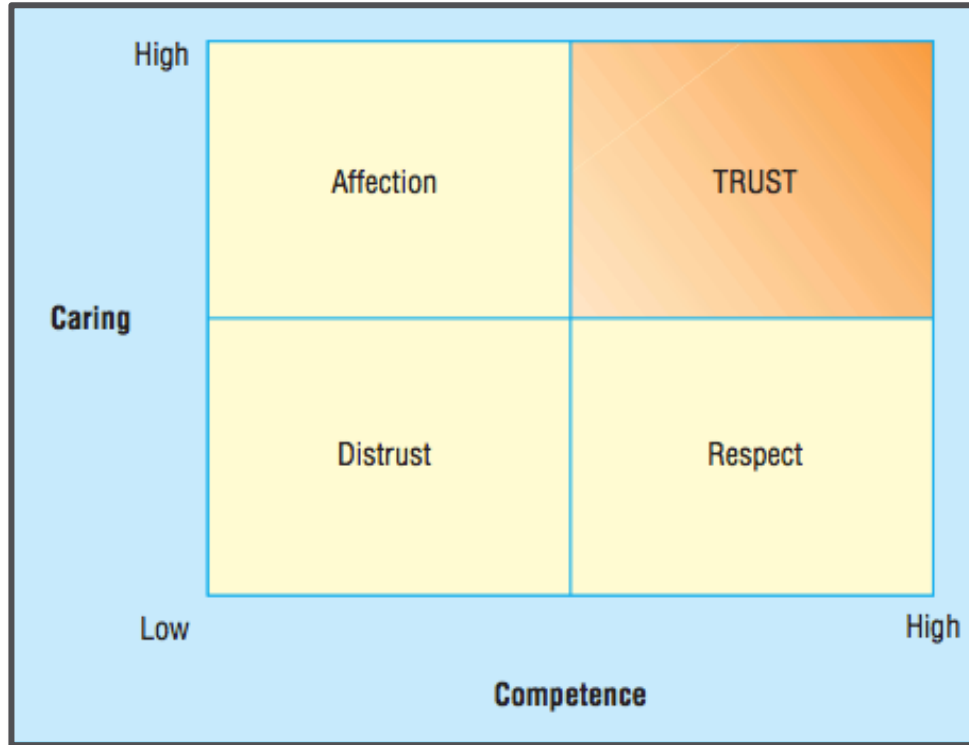 High
Affection
TRUST
Caring
Distrust
Respect
Low
High
Competence